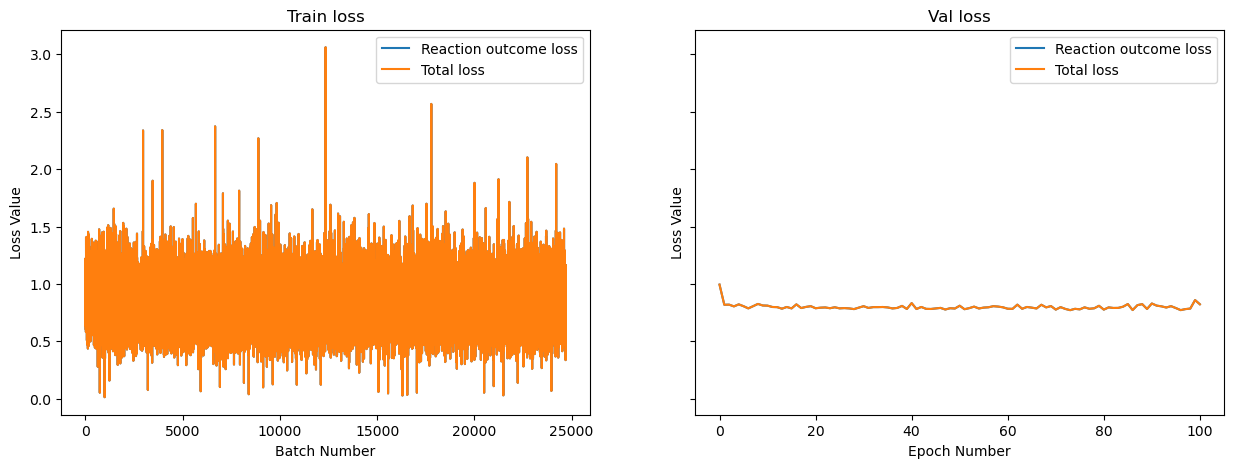 Train loss
Reaction outcome loss
Total loss
3.0
2.5
2.0
1.5
1.0
0.5
0.0
Loss Value
0
5000
10000
15000
20000
25000
Batch Number
Val loss
Reaction outcome loss
Total loss
Loss Value
0
20
40
60
80
100
Epoch Number